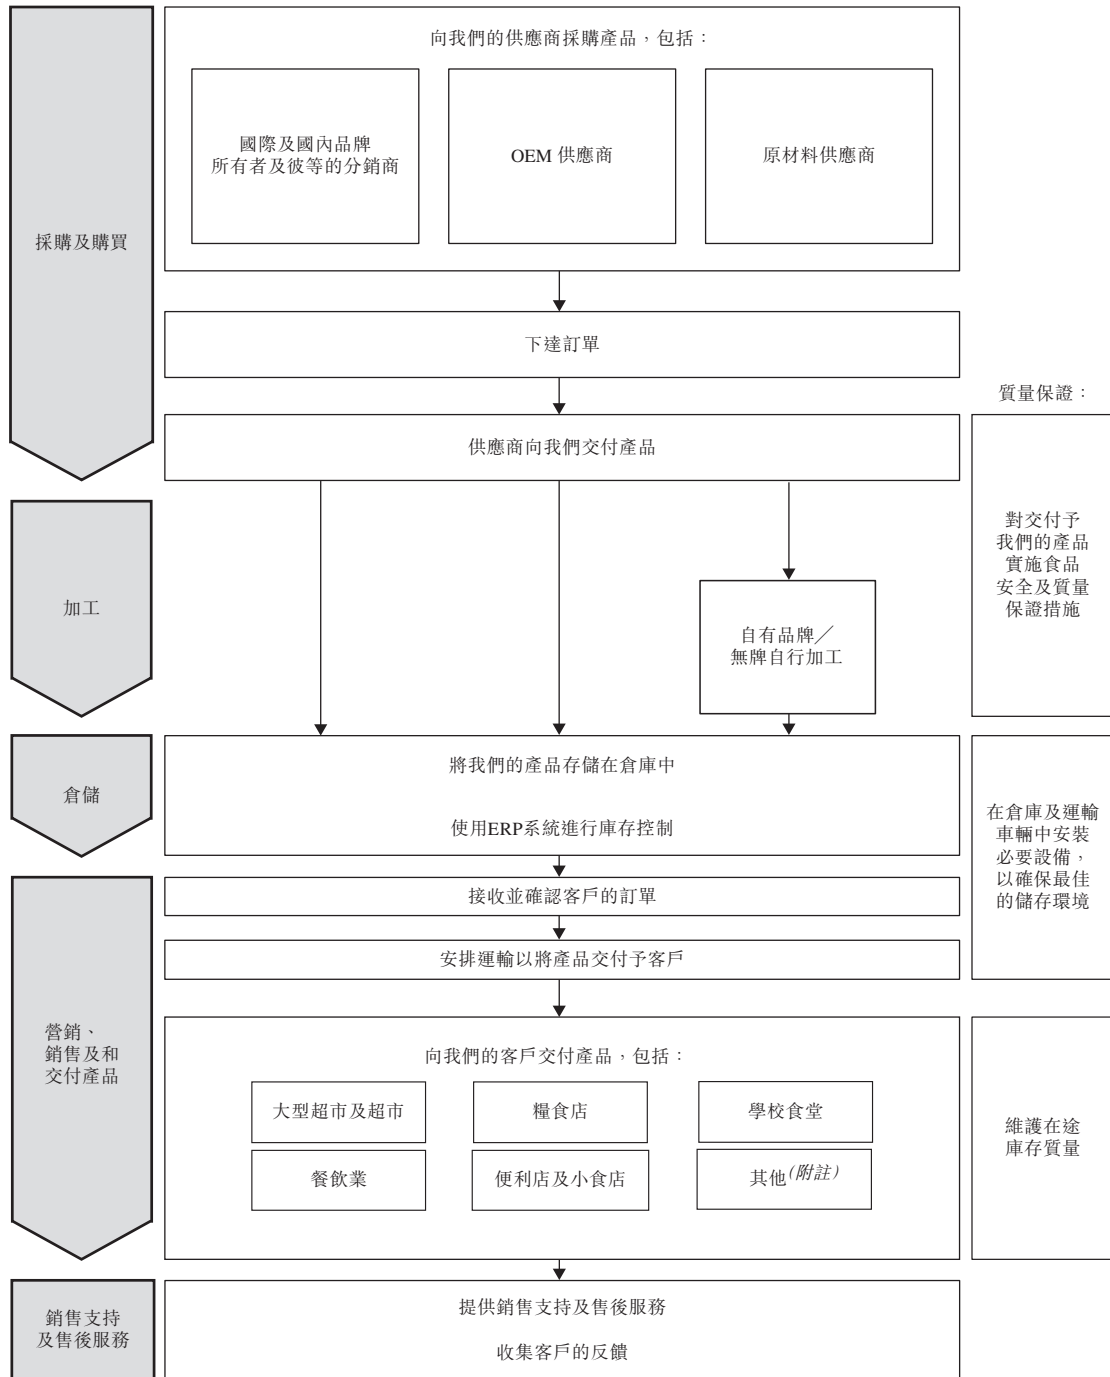 採購及購買
向我們的供應商採購產品，包括：
國際及國內品牌
所有者及彼等的分銷商
OEM 供應商
原材料供應商
下達訂單
供應商向我們交付產品
質量保證：
對交付予
我們的產品
實施食品
安全及質量
保證措施
加工
自有品牌／
無牌自行加工
倉儲
將我們的產品存儲在倉庫中
使用ERP系統進行庫存控制
在倉庫及運輸
車輛中安裝
必要設備，
以確保最佳
的儲存環境
營銷、
銷售及和
交付產品
接收並確認客戶的訂單
安排運輸以將產品交付予客戶
向我們的客戶交付產品，包括：
大型超市及超市
糧食店
學校食堂
餐飲業
便利店及小食店
其他(附註)
維護在途
庫存質量
銷售支持
及售後服務
提供銷售支持及售後服務
收集客戶的反饋